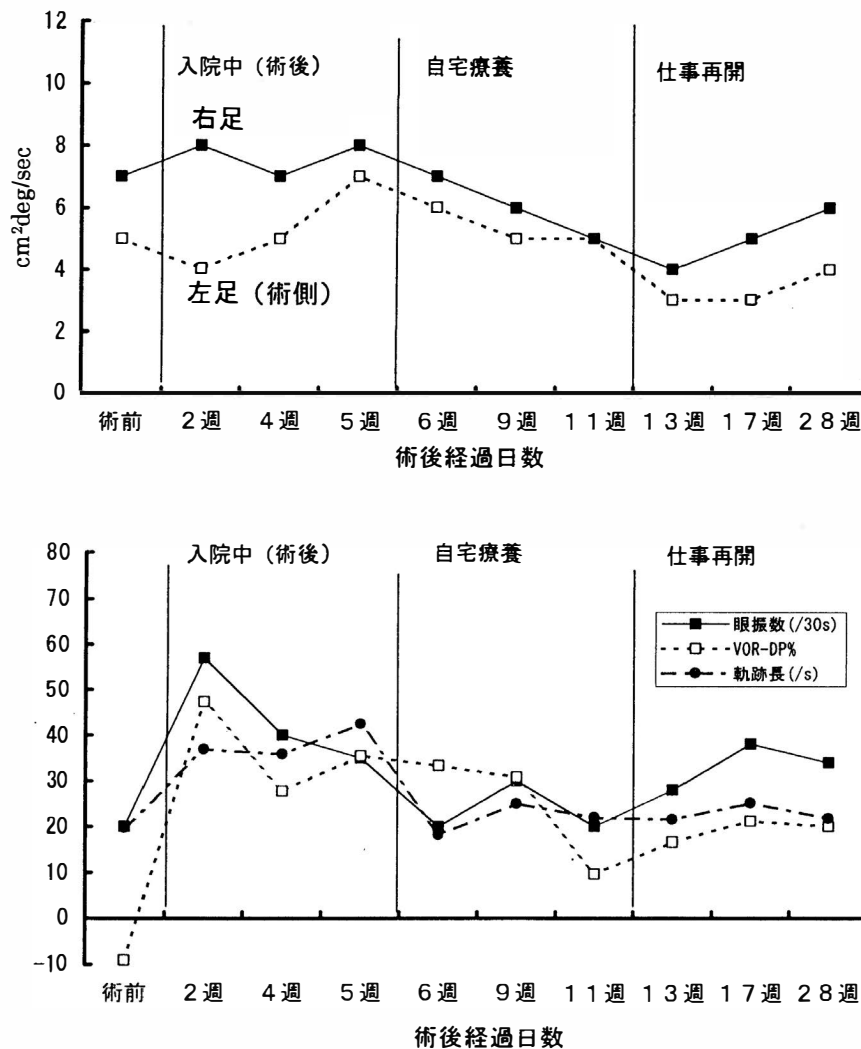 12
10
8
6
4
2
0
cm²deg/sec
入院中（術後）
自宅療養
仕事再開
右足
左足（術側）
術前 2週 4週 5週 6週 9週 11週 13週 17週 28週
術後経過日数
80
70
60
50
40
30
20
10
0
-10
入院中（術後）
自宅療養
仕事再開
眼振数(/30s)
VOR-DP%
軌跡長(/s)
術前 2週 4週 5週 6週 9週 11週 13週 17週 28週
術後経過日数